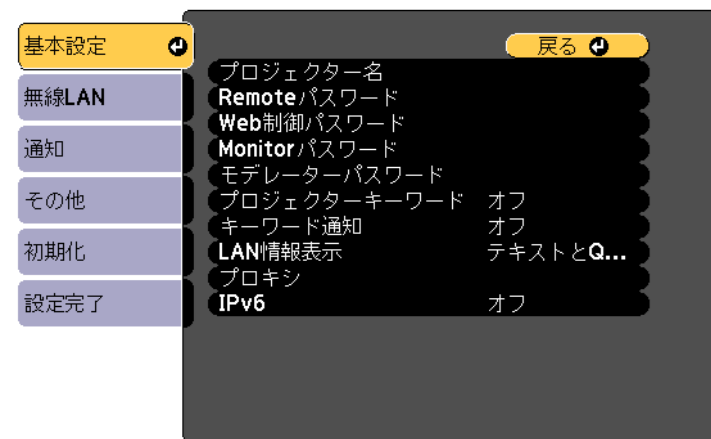 基本設定
無線LAN
通知
その他
初期化
設定完了
戻る
プロジェクター名
Remoteパスワード
Web制御パスワード
Monitorパスワード
モデレーターパスワード
プロジェクターキーワード オフ
キーワード通知 オフ
LAN情報表示 テキストとQ...
プロキシ
IPv6 オフ